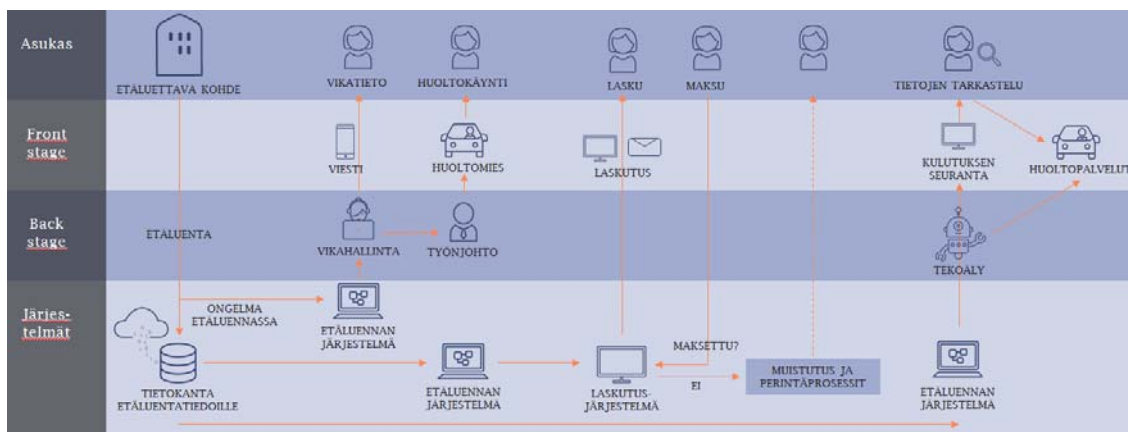 Asukas
ETÄLUETTAVA KOHDE
VIKATIETO
HUOLTOKÄYNTI
LASKU
MAKSU
TIETOJEN TARKASTELU
Front
stage
VIESTI
HUOLTOMIES
LASKUTUS
KULUTUKSEN
SEURANTA
HUOLTOPALVELUT
Back
stage
ETÄLUENTA
VIKAHALLINTA
TYÖNJOHTO
TEKOÄLY
Järjes-
telmät
ONGELMA
ETÄLUENNASSA
ETÄLUENNAN
JÄRJESTELMÄ
TIETOKANTA
ETÄLUENTATIEDOILLE
ETÄLUENNAN
JÄRJESTELMÄ
LASKUTUS-
JÄRJESTELMÄ
MAKSETTU?
EI
MUISTUTUS JA
PERINTÄPROSESSIT
ETÄLUENNAN
JÄRJESTELMÄ